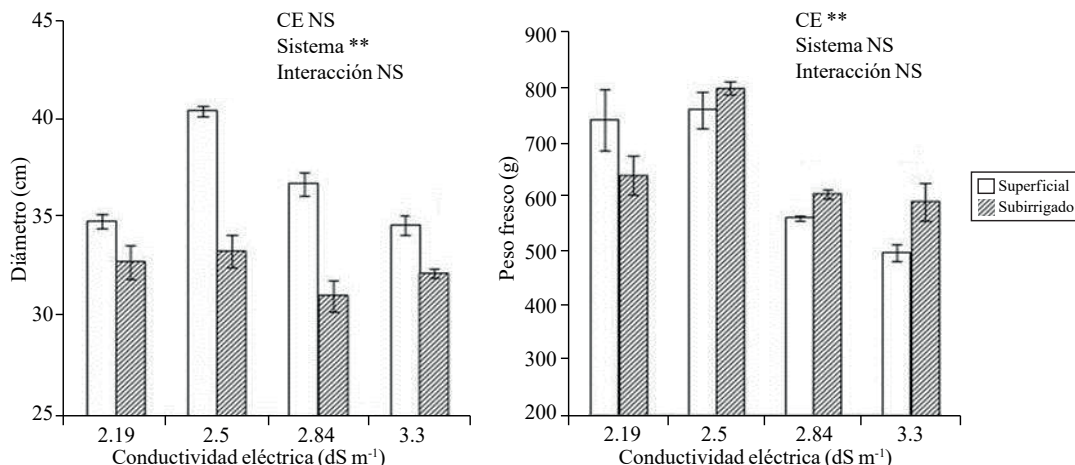 45
40
35
30
25
Diámetro (cm)
CE NS
Sistema **
Interacción NS
2.19 2.5 2.84 3.3
Conductividad eléctrica (dS m⁻¹)
900
800
700
600
500
400
300
200
Peso fresco (g)
CE **
Sistema NS
Interacción NS
2.19 2.5 2.84 3.3
Conductividad eléctrica (dS m⁻¹)
Superficial
Subirrigado